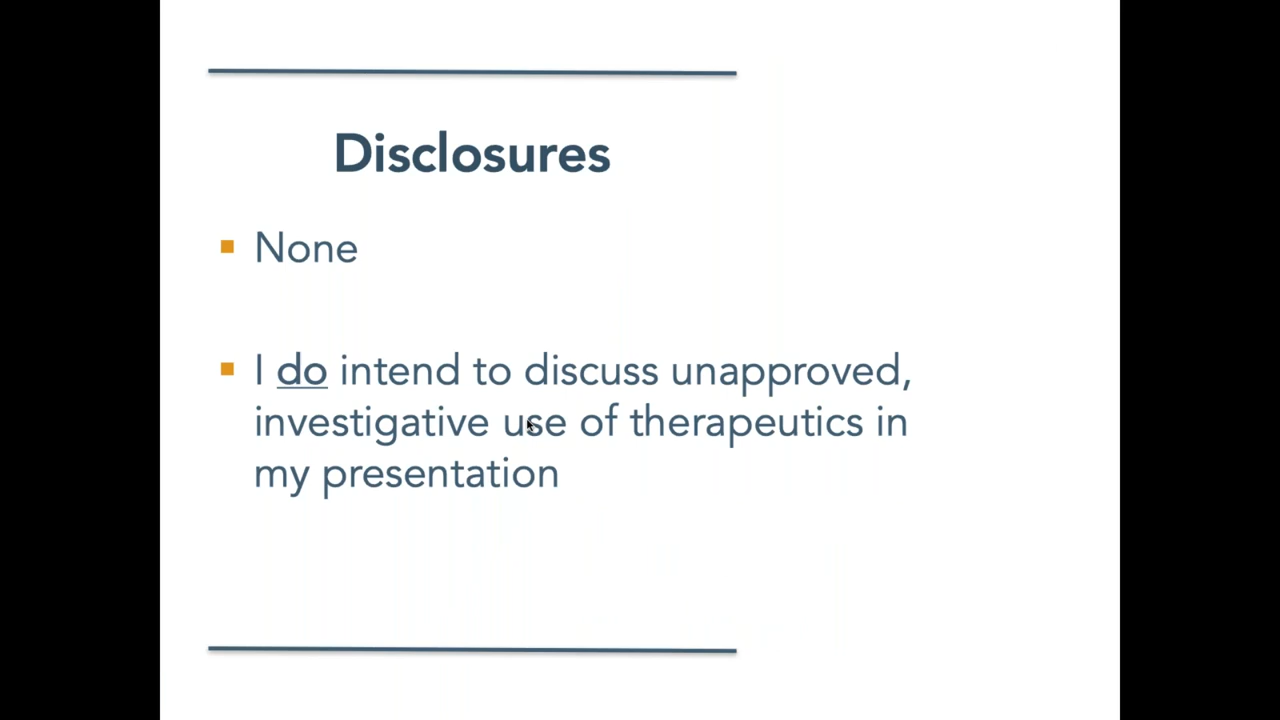 Disclosures
None
I do intend to discuss unapproved,
investigative use of therapeutics in
my presentation